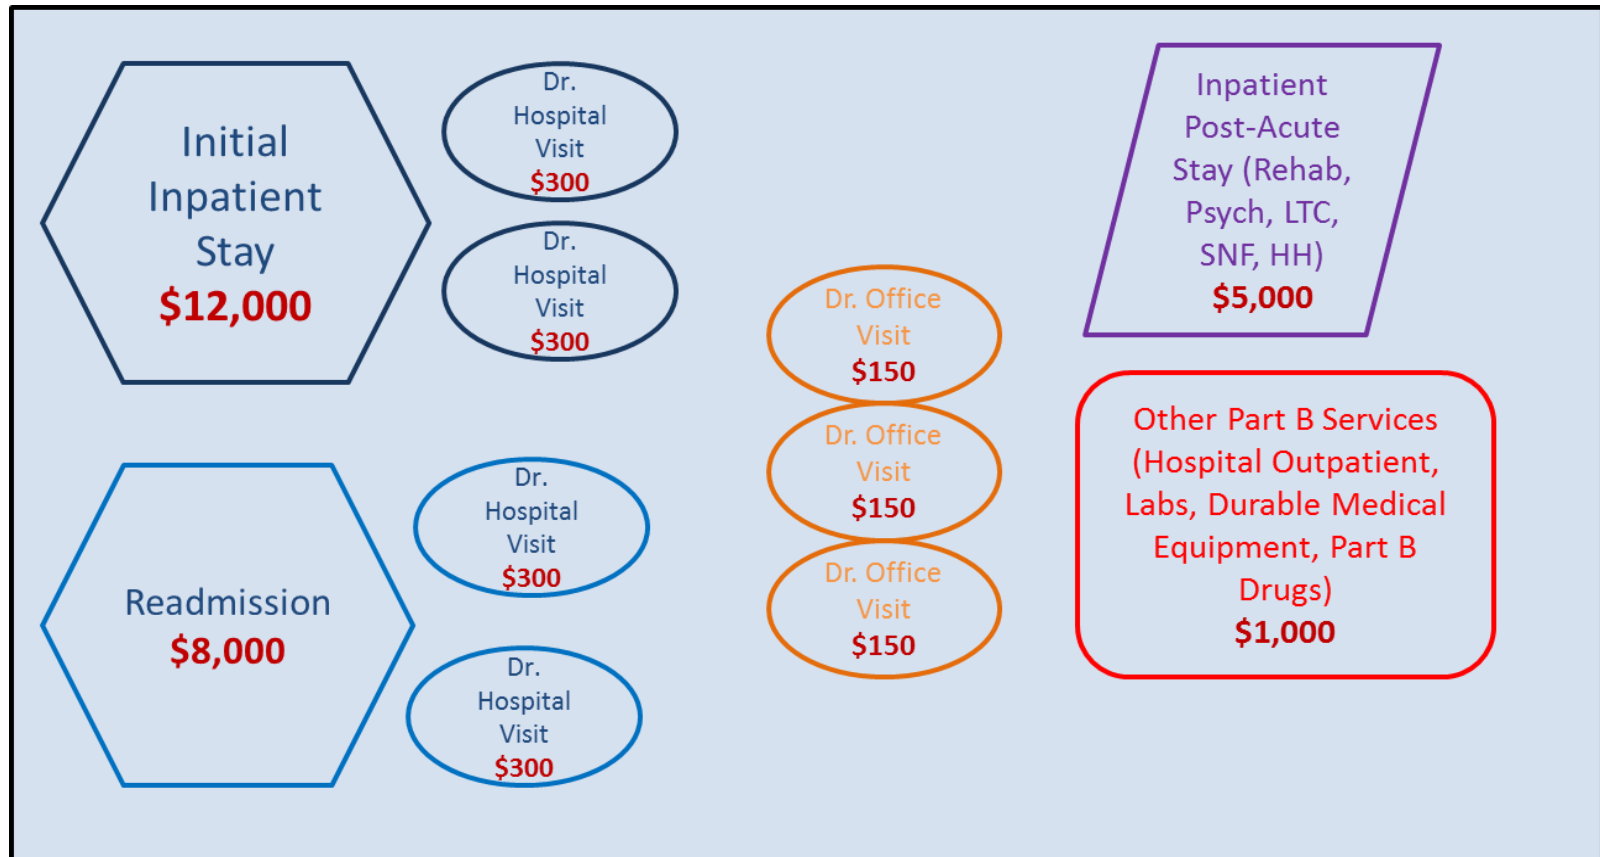 Initial
Inpatient
Stay
$12,000
Dr.
Hospital
Visit
$300
Dr.
Hospital
Visit
$300
Readmission
$8,000
Dr.
Hospital
Visit
$300
Dr.
Hospital
Visit
$300
Dr. Office
Visit
$150
Dr. Office
Visit
$150
Dr. Office
Visit
$150
Inpatient
Post-Acute
Stay (Rehab,
Psych, LTC,
SNF, HH)
$5,000
Other Part B Services
(Hospital Outpatient,
Labs, Durable Medical
Equipment, Part B
Drugs)
$1,000